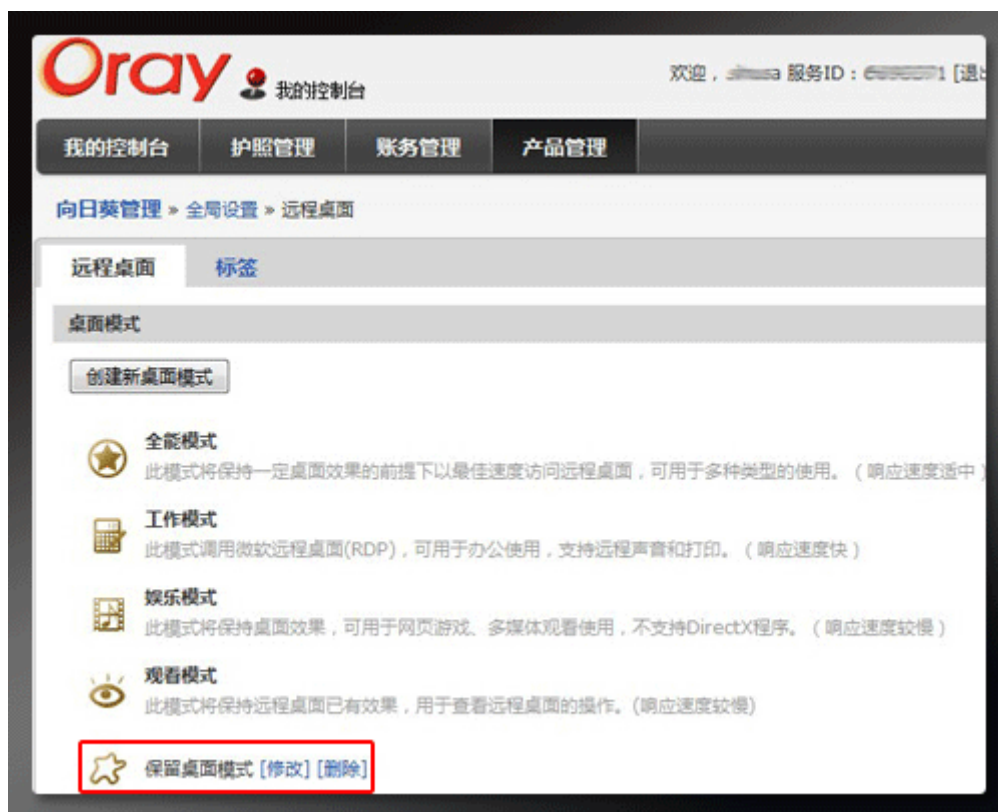 Oray 我的控制台
欢迎, 服务ID: [退
我的控制台 护照管理 账务管理 产品管理
向日葵管理 » 全局设置 » 远程桌面
远程桌面 标签
桌面模式
创建新桌面模式
全能模式
此模式将保持一定桌面效果的前提下以最佳速度访问远程桌面，可用于多种类型的使用。（响应速度适中）
工作模式
此模式调用微软远程桌面(RDP)，可用于办公使用，支持远程声音和打印。（响应速度快）
娱乐模式
此模式将保持桌面效果，可用于网页游戏、多媒体观看使用，不支持DirectX程序。（响应速度较慢）
观看模式
此模式将保持远程桌面已有效果，用于查看远程桌面的操作。(响应速度较慢)
保留桌面模式 [修改] [删除]